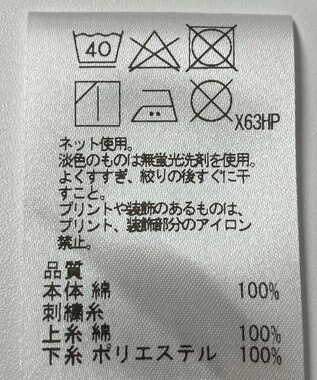 40
X63HP
ネット使用。
淡色のものは無蛍光洗剤を使用。
よくすすぎ、絞りの後すぐに干
すこと。
プリントや装飾のあるものは、
プリント、装飾部分のアイロン
禁止。
品質
本体 綿 100%
刺繍糸
上糸 綿 100%
下糸 ポリエステル 100%